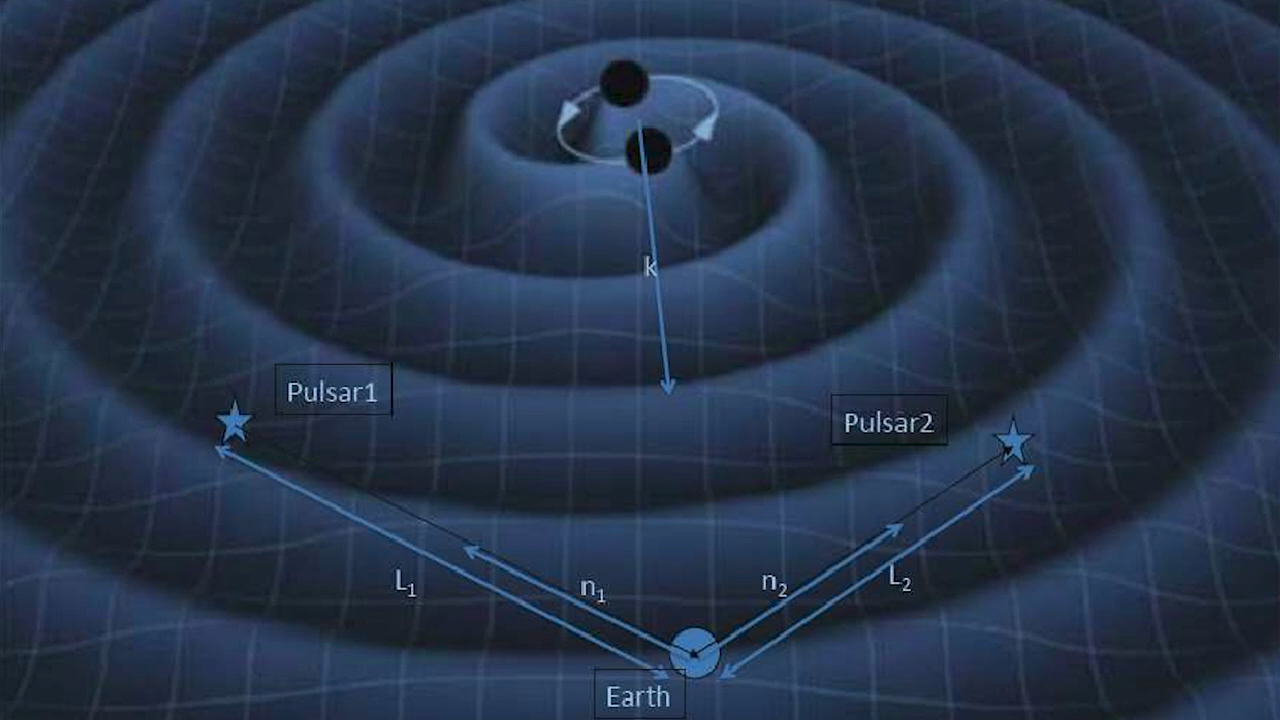 k
Pulsar1
Pulsar2
L₁
n₁
n₂
L₂
Earth